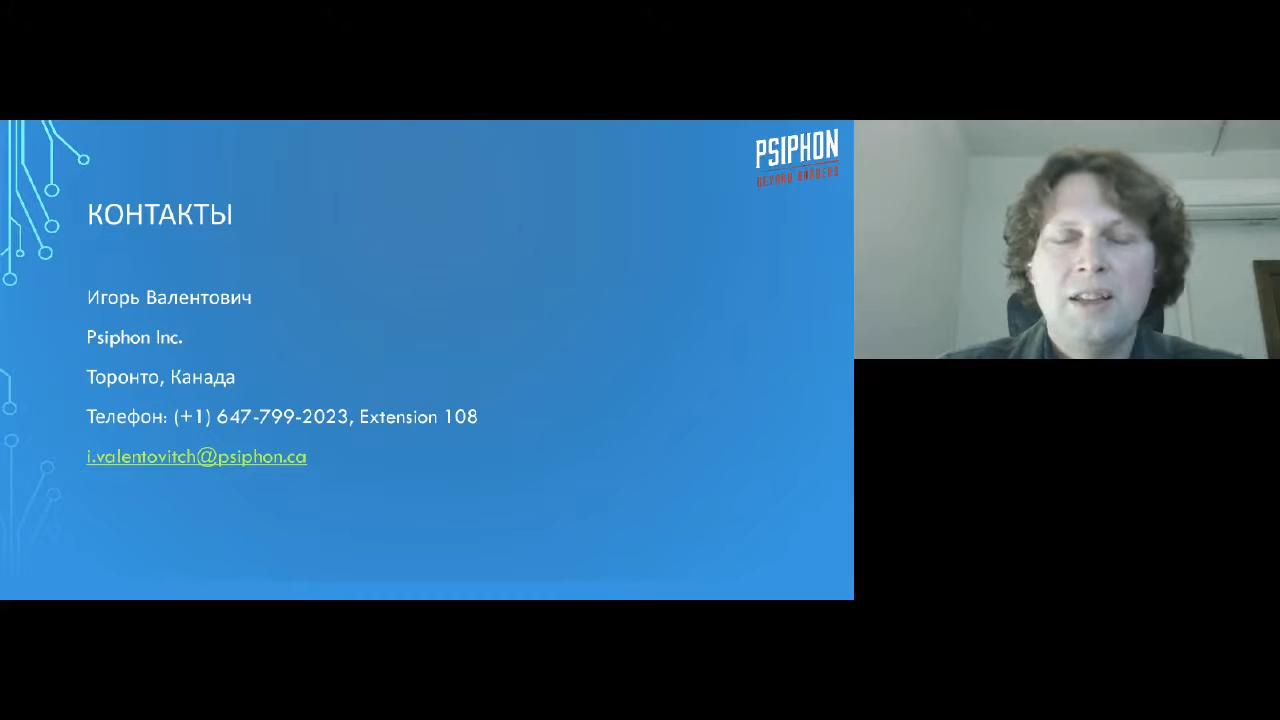 PSIPHON
BEYOND BORDERS
КОНТАКТЫ
Игорь Валентович
Psiphon Inc.
Торонто, Канада
Телефон: (+1) 647-799-2023, Extension 108
i.valentovitch@psiphon.ca